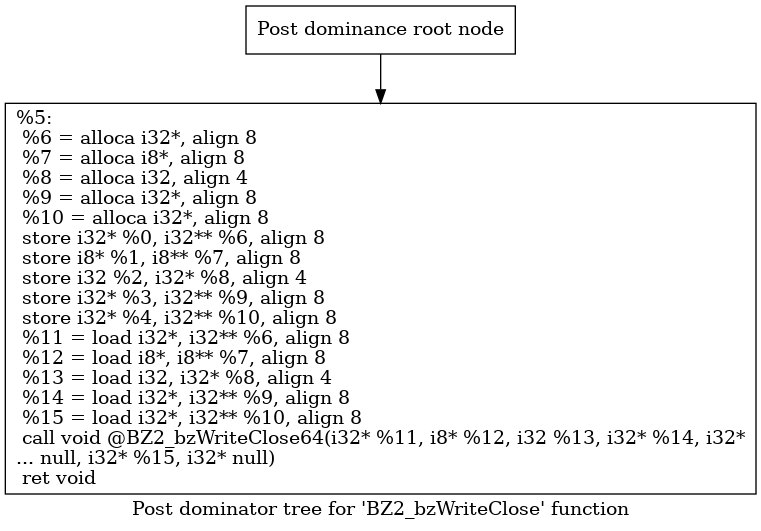 Post dominance root node
%5:
%6 = alloca i32*, align 8
%7 = alloca i8*, align 8
%8 = alloca i32, align 4
%9 = alloca i32*, align 8
%10 = alloca i32*, align 8
store i32* %0, i32** %6, align 8
store i8* %1, i8** %7, align 8
store i32 %2, i32* %8, align 4
store i32* %3, i32** %9, align 8
store i32* %4, i32** %10, align 8
%11 = load i32*, i32** %6, align 8
%12 = load i8*, i8** %7, align 8
%13 = load i32, i32* %8, align 4
%14 = load i32*, i32** %9, align 8
%15 = load i32*, i32** %10, align 8
call void @BZ2_bzWriteClose64(i32* %11, i8* %12, i32 %13, i32* %14, i32*
... null, i32* %15, i32* null)
ret void
Post dominator tree for 'BZ2_bzWriteClose' function